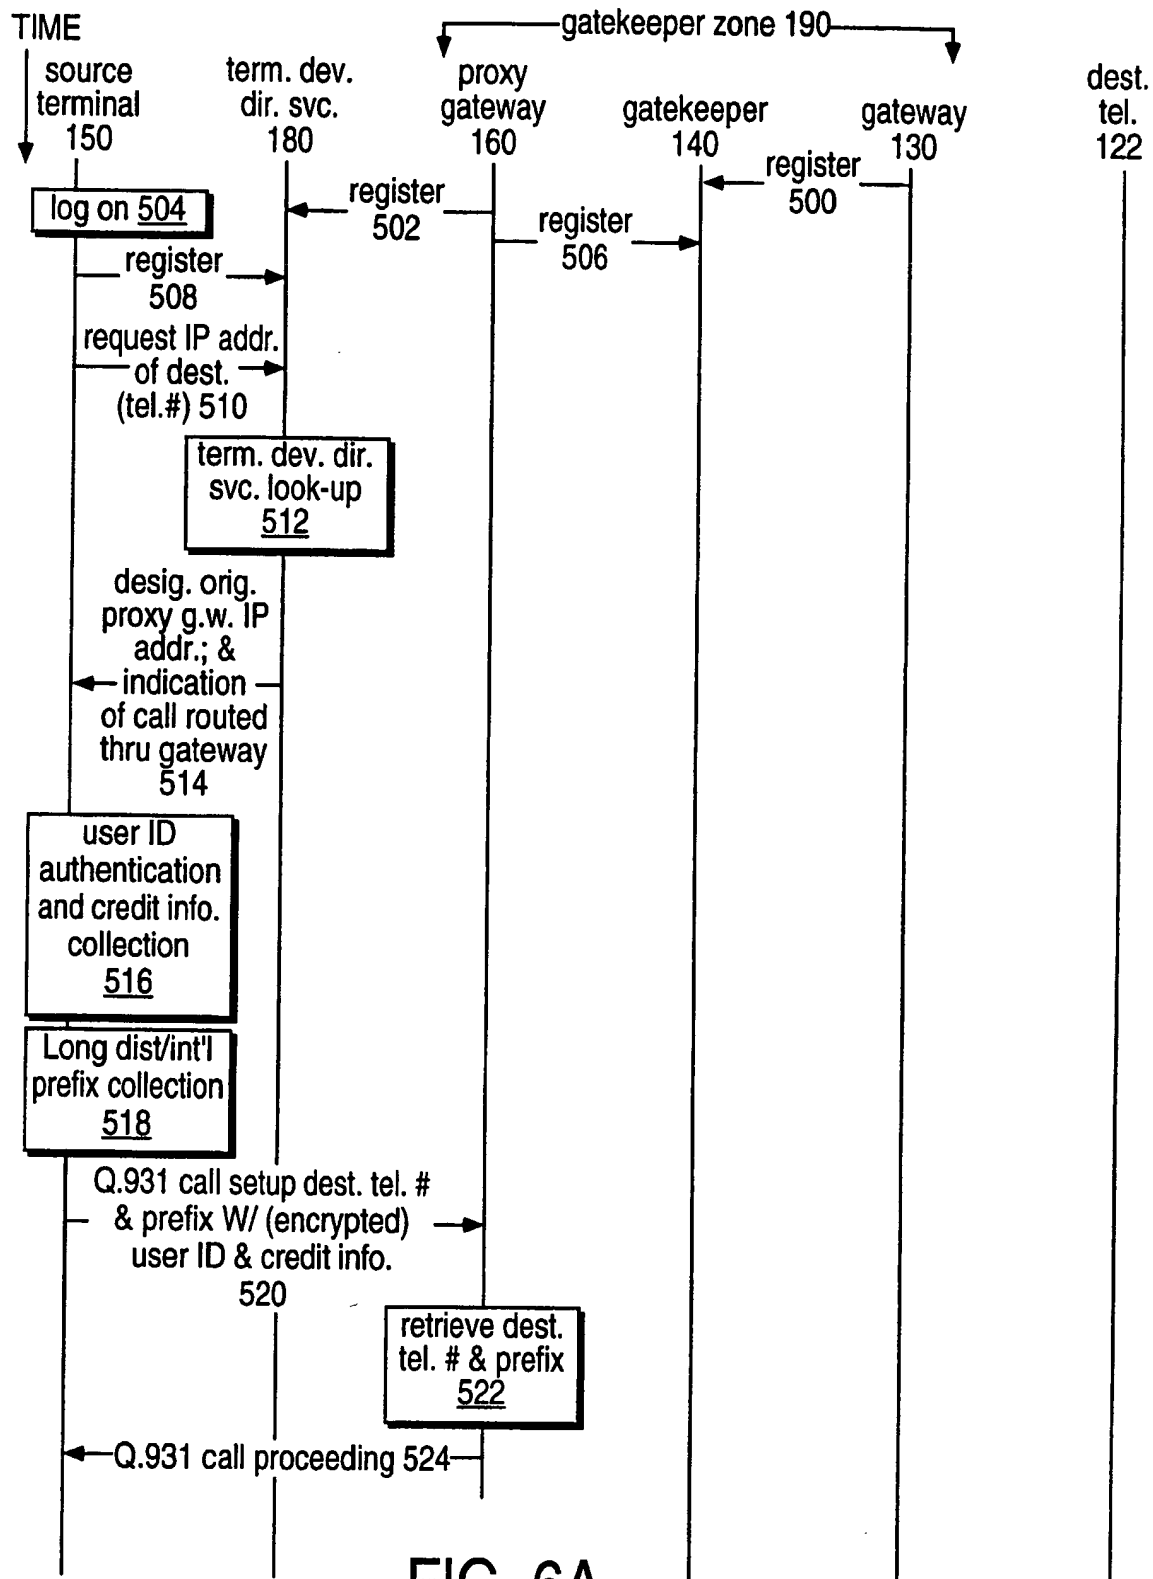 TIME
gatekeeper zone 190
source
terminal
150
term. dev.
dir. svc.
180
proxy
gateway
160
gatekeeper
140
gateway
130
dest.
tel.
122
register
500
log on 504
register
502
register
506
register
508
request IP addr.
of dest.
(tel.#) 510
term. dev. dir.
svc. look-up
512
desig. orig.
proxy g.w. IP
addr.; &
indication
of call routed
thru gateway
514
user ID
authentication
and credit info.
collection
516
Long dist/int'l
prefix collection
518
Q.931 call setup dest. tel. #
& prefix W/ (encrypted)
user ID & credit info.
520
retrieve dest.
tel. # & prefix
522
Q.931 call proceeding 524
FIG. 6A